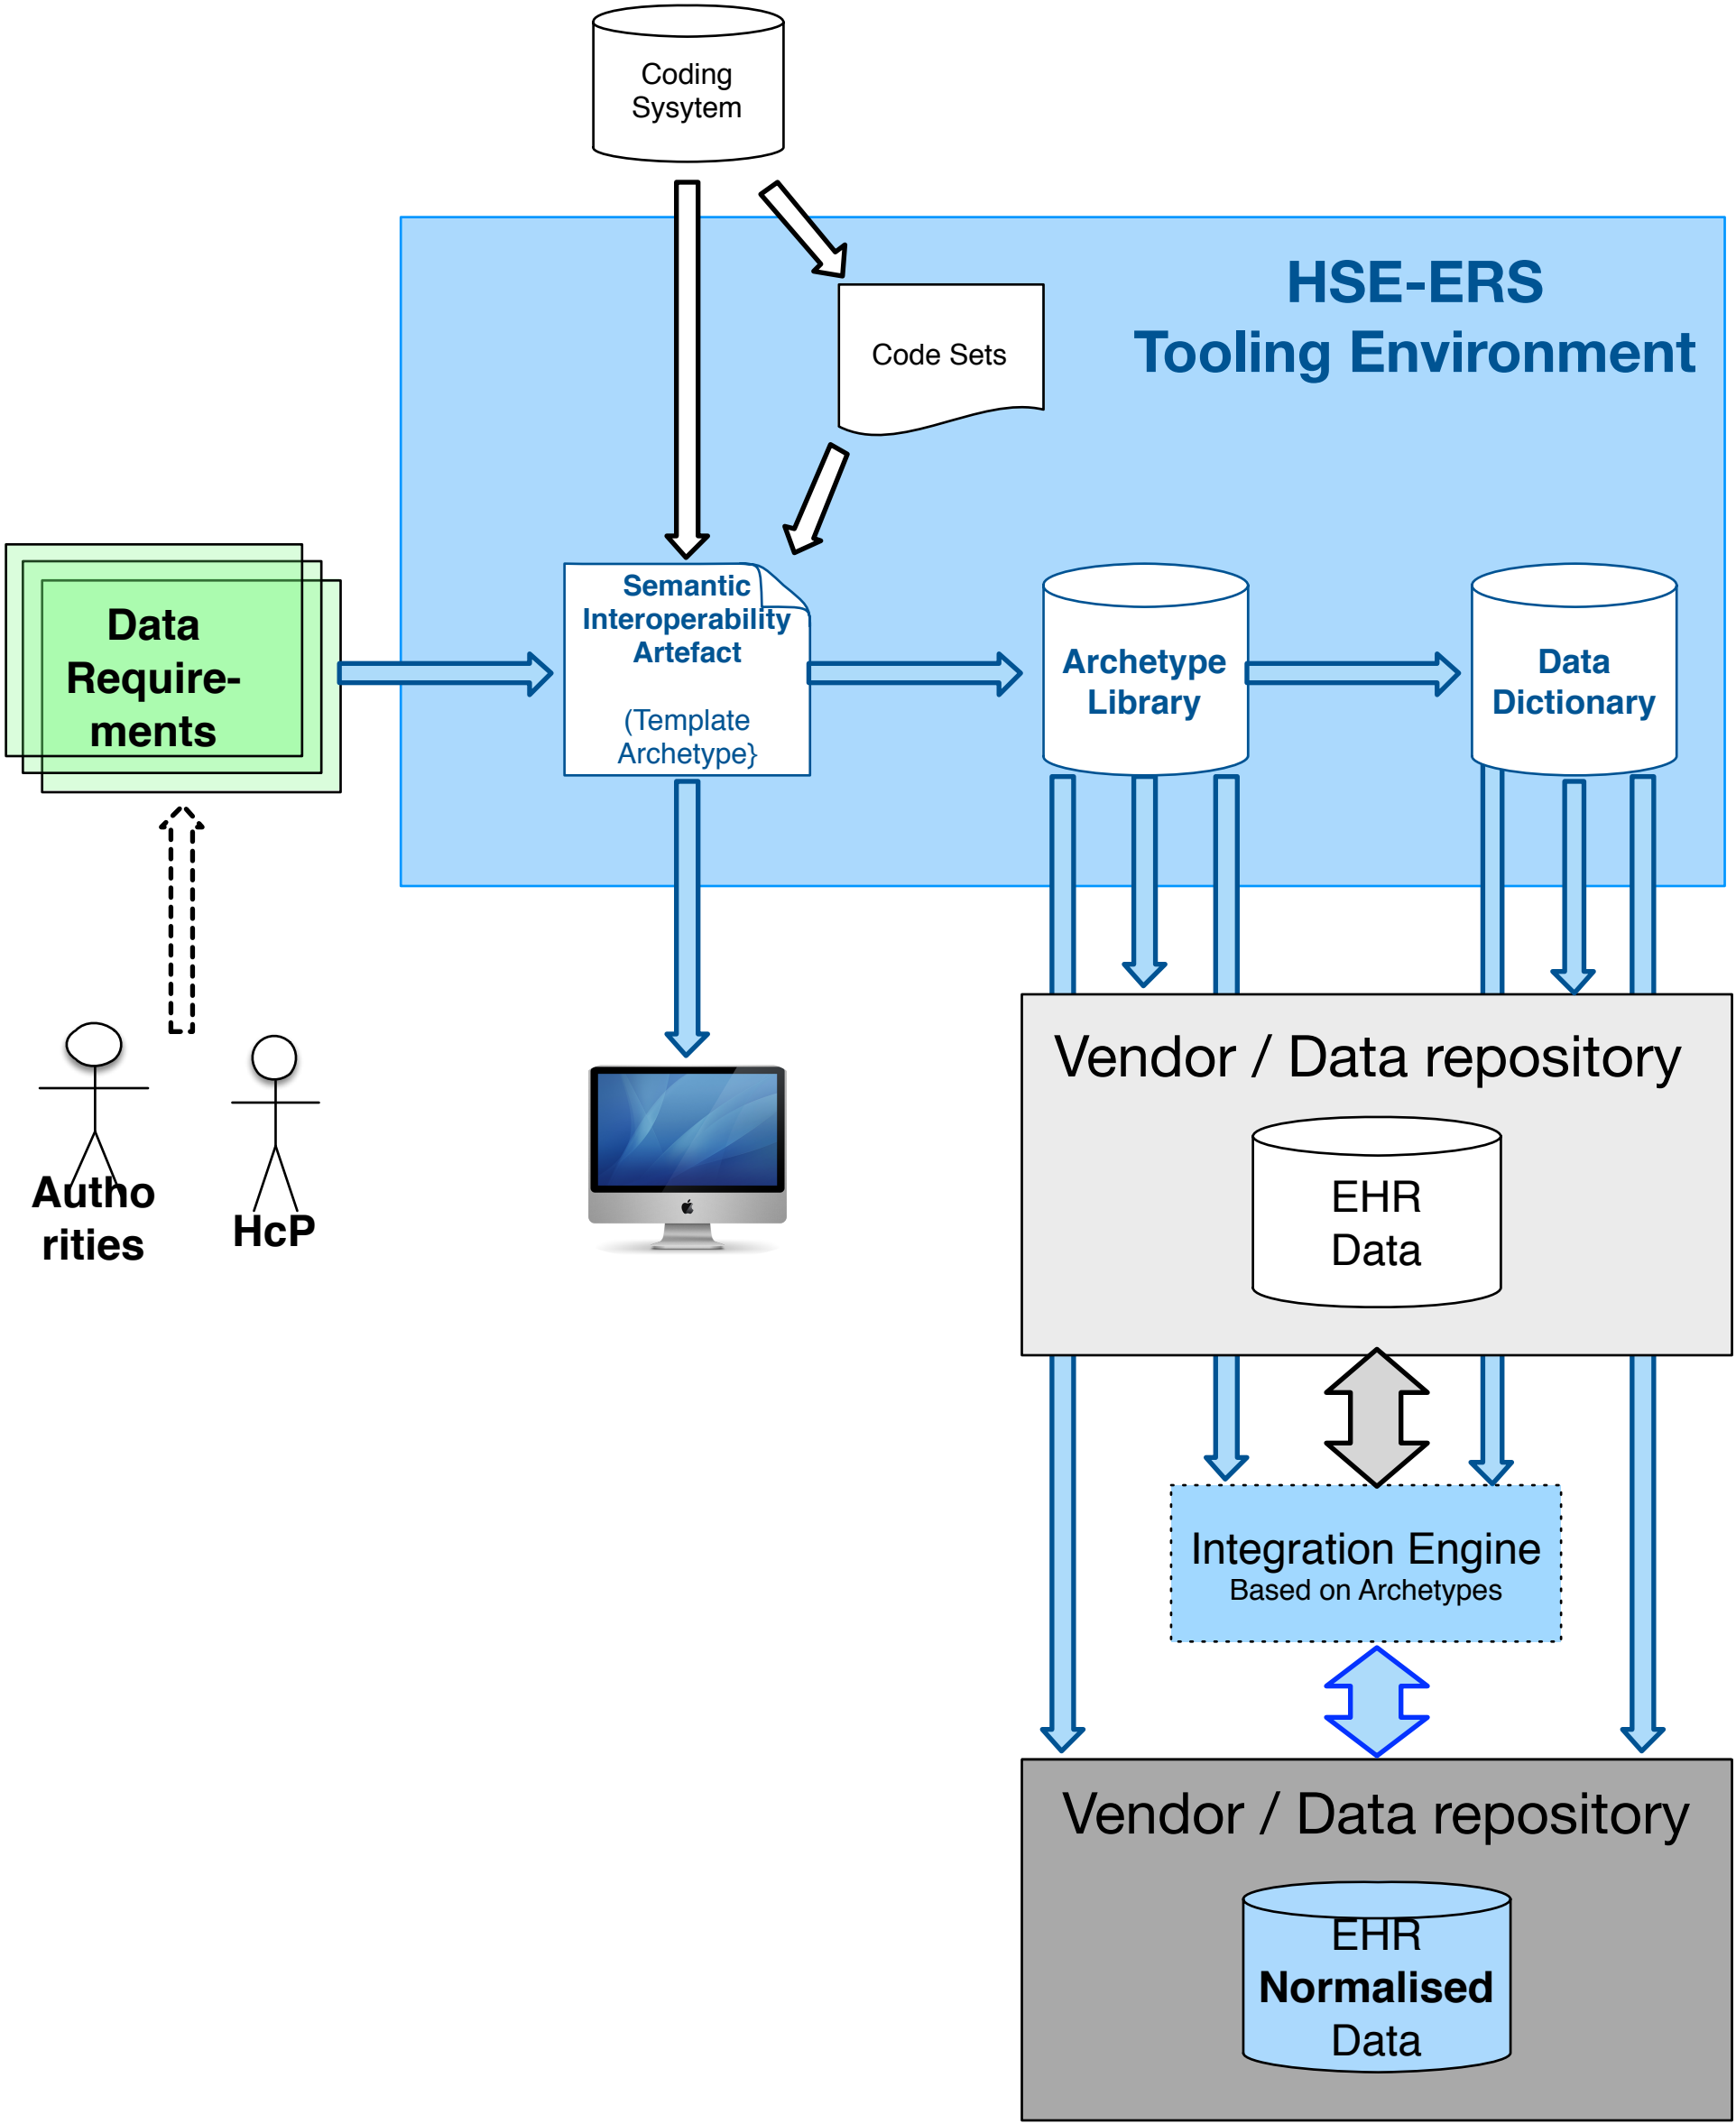 Coding
Sysytem
HSE-ERS
Tooling Environment
Code Sets
Data
Require-
ments
Semantic
Interoperability
Artefact
(Template
Archetype}
Archetype
Library
Data
Dictionary
Autho
rities
HcP
Vendor / Data repository
EHR
Data
Integration Engine
Based on Archetypes
Vendor / Data repository
EHR
Normalised
Data